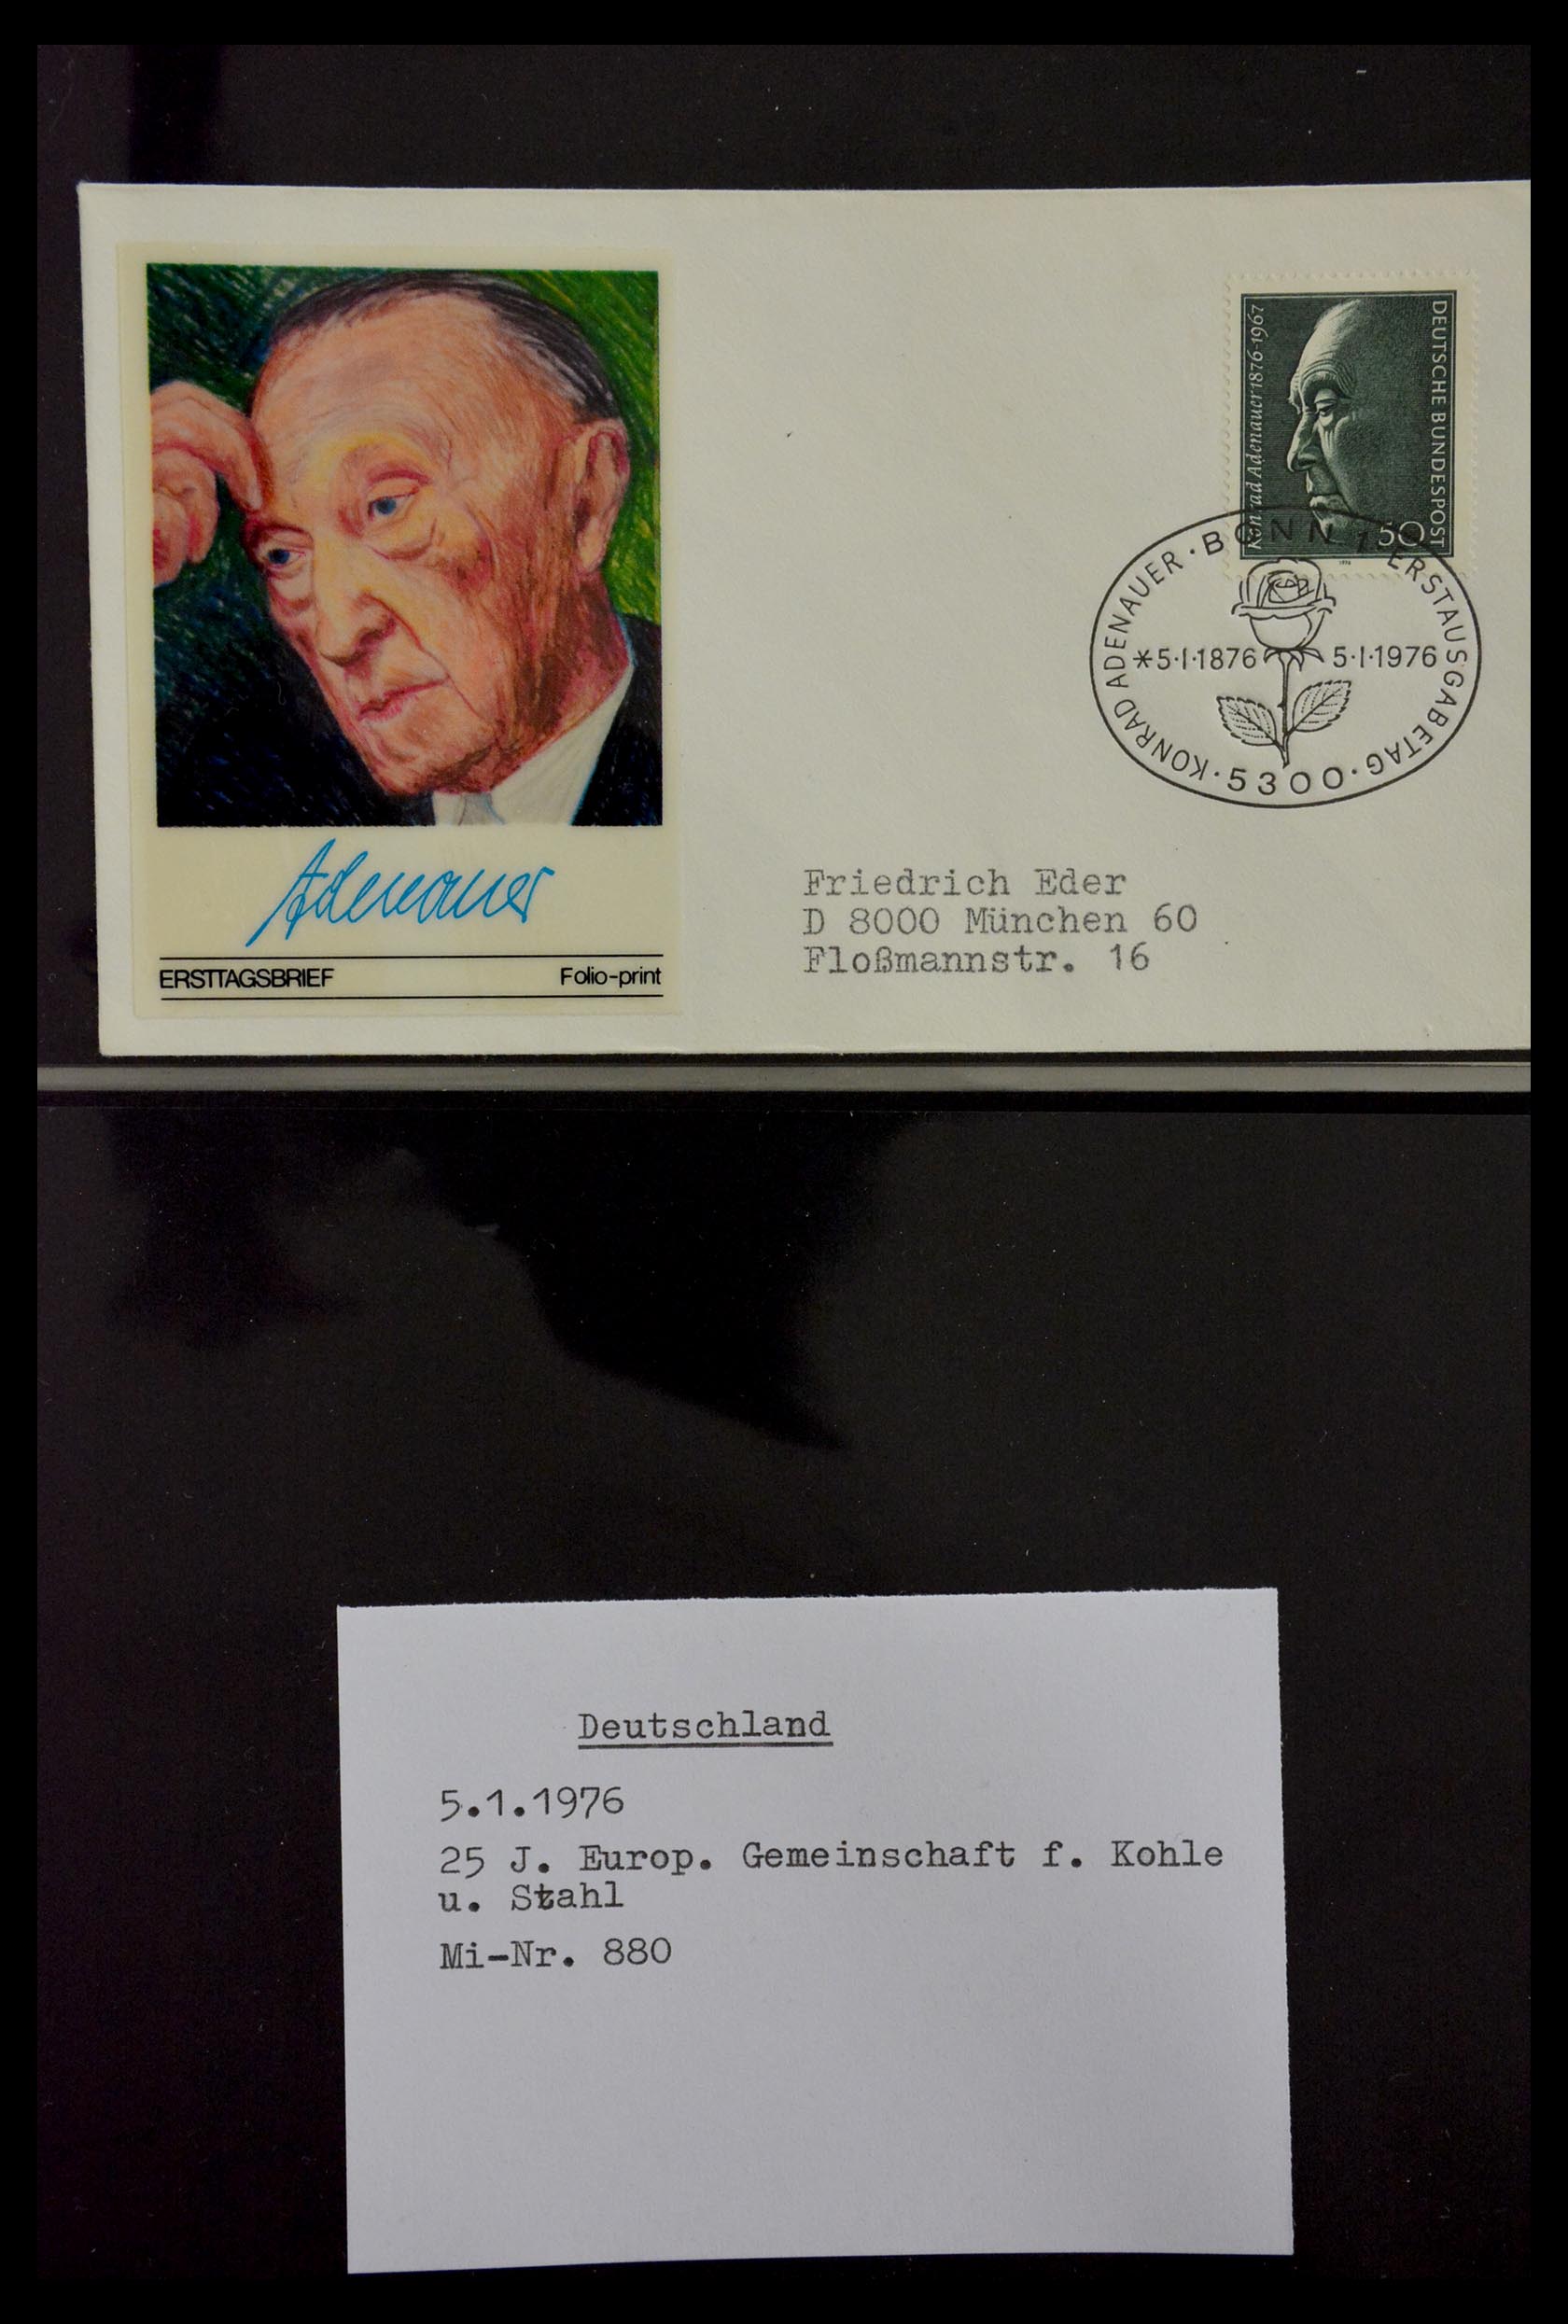 Konrad Adenauer 1876-1967
DEUTSCHE BUNDESPOST
50
KONRAD ADENAUER · BONN 1 · ERSTAUSGABETAG · 5300 ·
*5·1·1876
5·1·1976
Adenauer
ERSTTAGSBRIEF Folio-print
Friedrich Eder
D 8000 München 60
Floßmannstr. 16
Deutschland
5.1.1976
25 J. Europ. Gemeinschaft f. Kohle
u. Stahl
Mi-Nr. 880